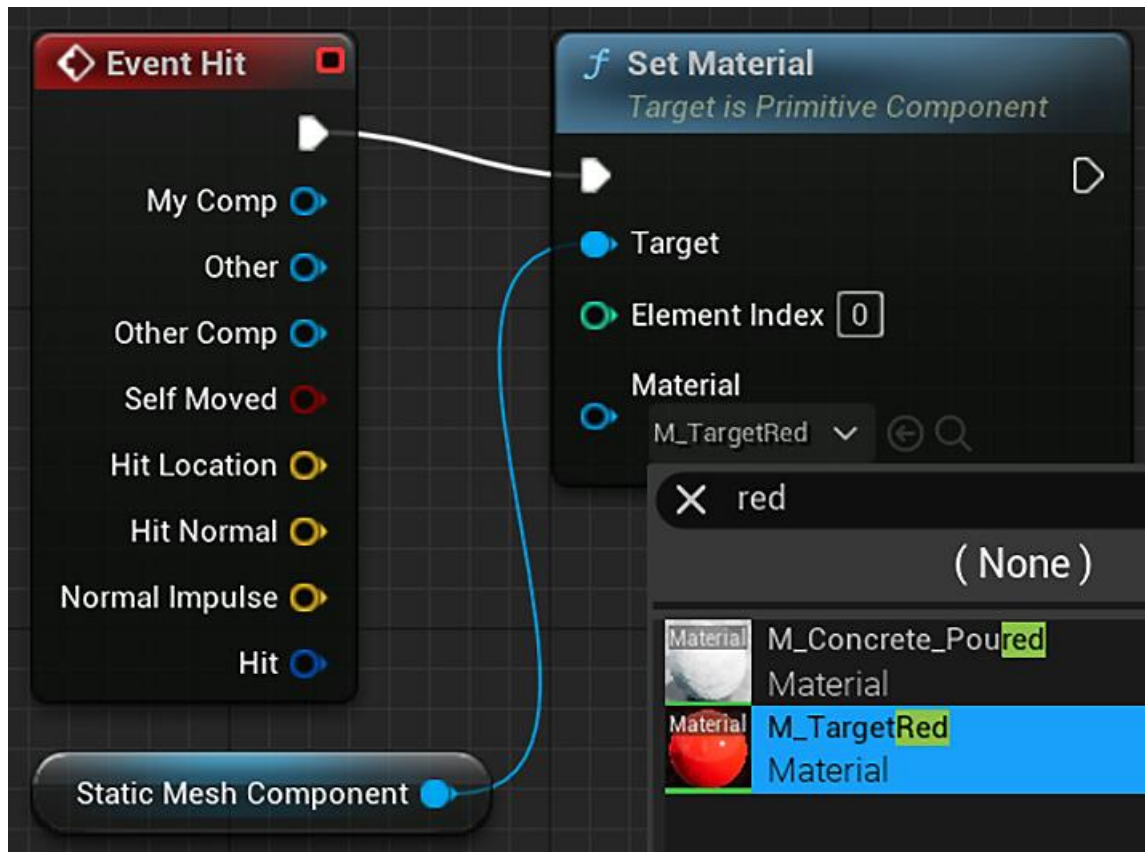 Event Hit
My Comp
Other
Other Comp
Self Moved
Hit Location
Hit Normal
Normal Impulse
Hit
Static Mesh Component
f Set Material
Target is Primitive Component
Target
Element Index 0
Material
M_TargetRed
red
( None )
Material
M_Concrete_Poured
Material
Material
M_TargetRed
Material